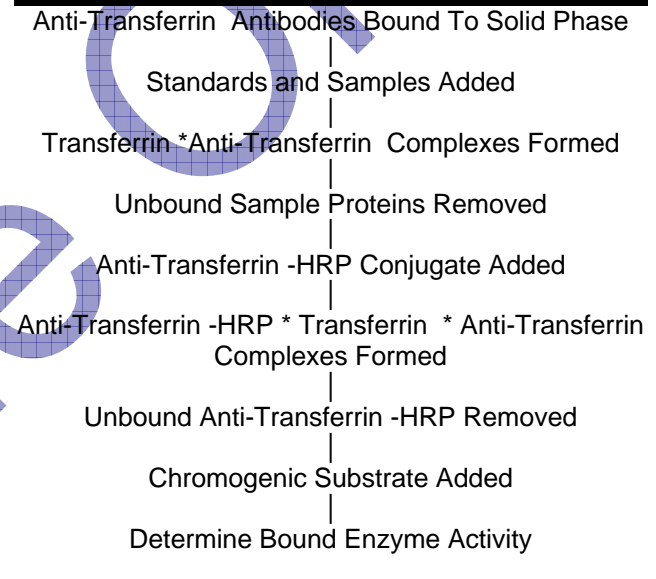 Anti-Transferrin Antibodies Bound To Solid Phase
|
Standards and Samples Added
|
Transferrin *Anti-Transferrin Complexes Formed
|
Unbound Sample Proteins Removed
|
Anti-Transferrin -HRP Conjugate Added
|
Anti-Transferrin -HRP * Transferrin * Anti-Transferrin
Complexes Formed
|
Unbound Anti-Transferrin -HRP Removed
|
Chromogenic Substrate Added
|
Determine Bound Enzyme Activity